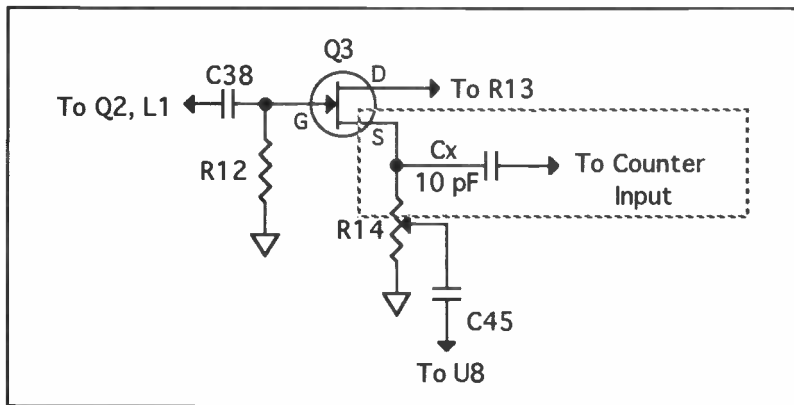 Q3
C38
D
To R13
To Q2, L1
G
S
Cx
To Counter
Input
10 pF
R12
R14
C45
To U8